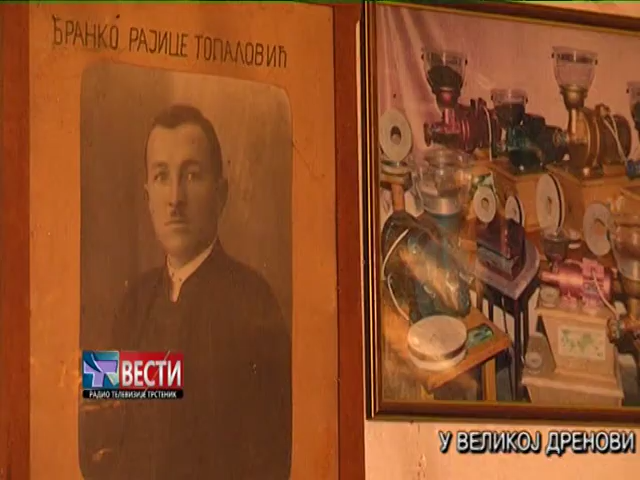 БРАНКО РАЈИЦЕ ТОПАЛОВИЋ
ВЕСТИ
РАДИО ТЕЛЕВИЗИЈЕ ТРСТЕНИК
У ВЕЛИКОЈ ДРЕНОВИ